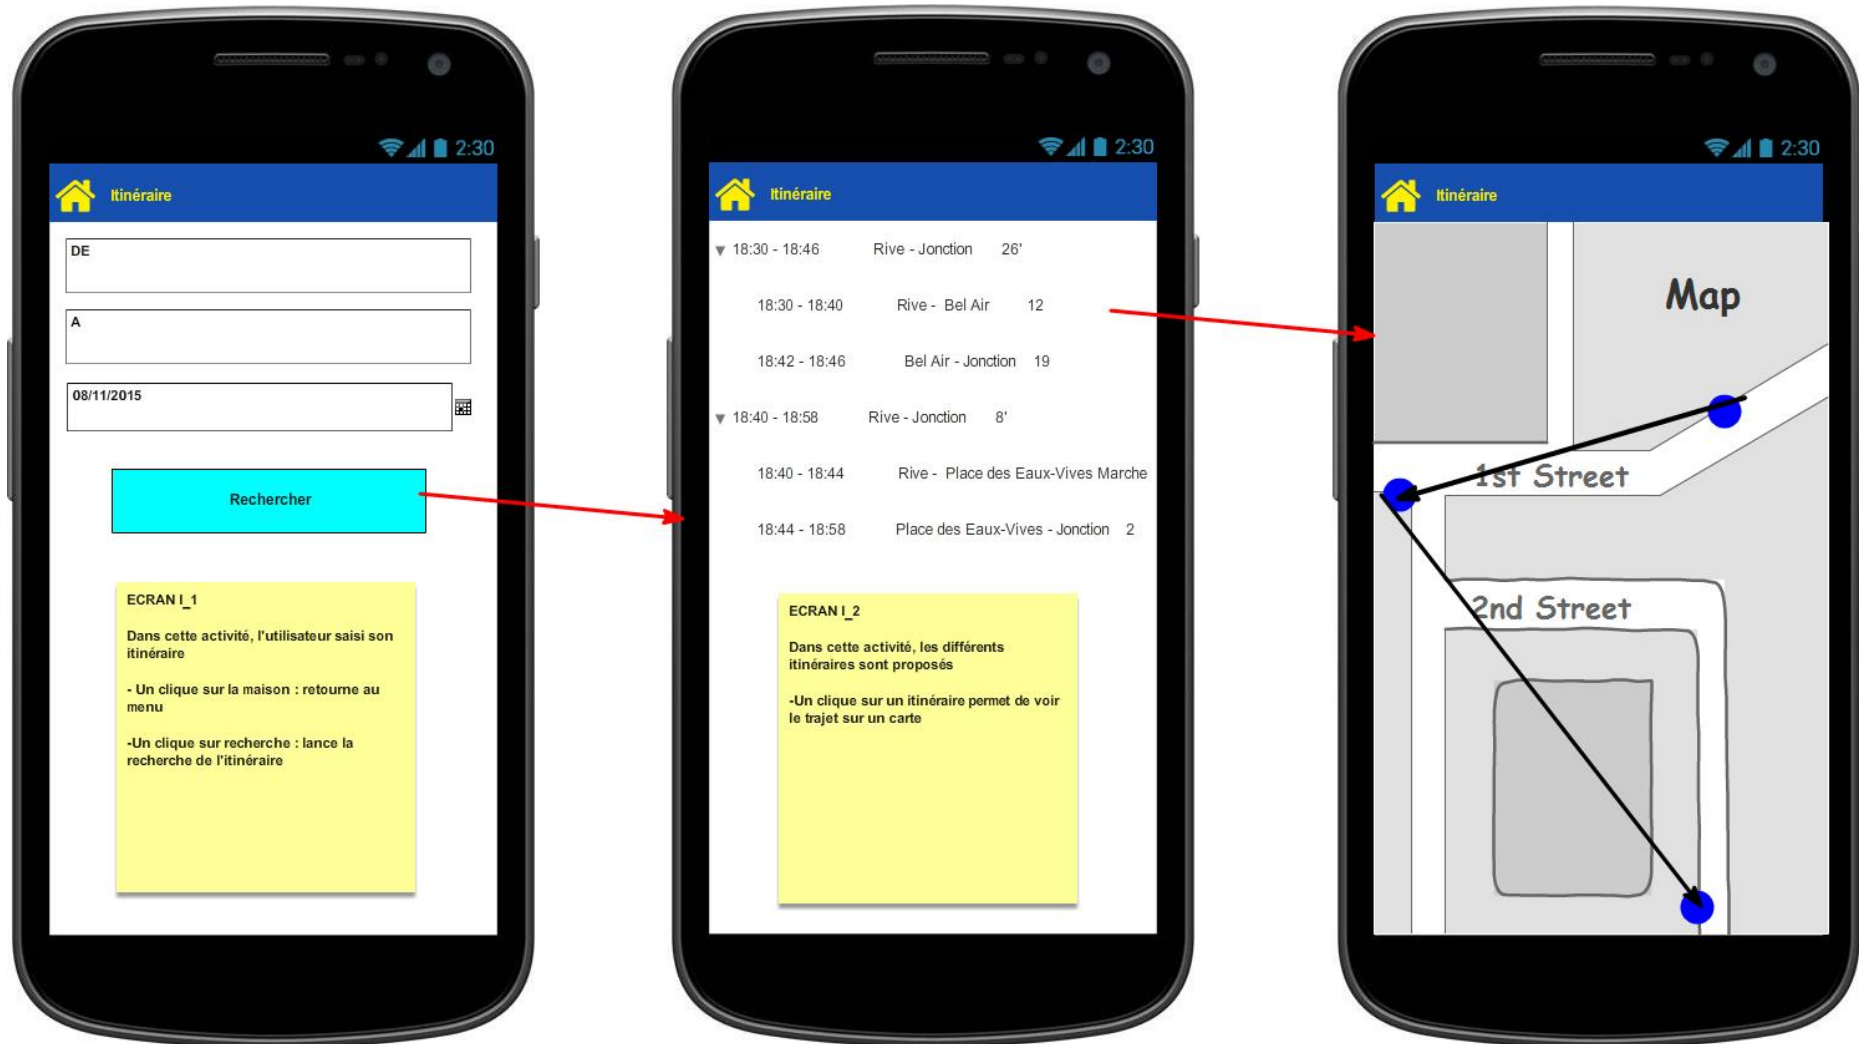 2:30
Itinéraire
DE
A
08/11/2015
Rechercher
ECRAN I_1
Dans cette activité, l'utilisateur saisi son
itinéraire
- Un clique sur la maison : retourne au
menu
-Un clique sur recherche : lance la
recherche de l'itinéraire
2:30
Itinéraire
18:30 - 18:46 Rive - Jonction 26'
18:30 - 18:40 Rive - Bel Air 12
18:42 - 18:46 Bel Air - Jonction 19
18:40 - 18:58 Rive - Jonction 8'
18:40 - 18:44 Rive - Place des Eaux-Vives Marche
18:44 - 18:58 Place des Eaux-Vives - Jonction 2
ECRAN I_2
Dans cette activité, les différents
itinéraires sont proposés
-Un clique sur un itinéraire permet de voir
le trajet sur un carte
2:30
Itinéraire
Map
1st Street
2nd Street